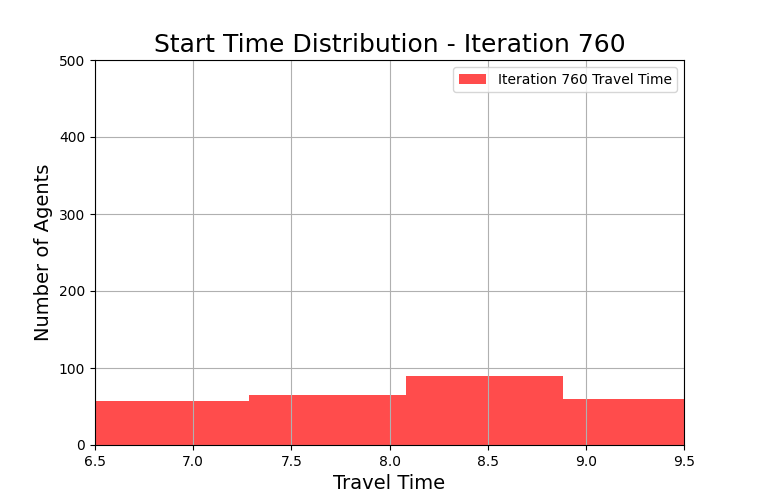 Start Time Distribution - Iteration 760
Iteration 760 Travel Time
Number of Agents
500
400
300
200
100
0
6.5 7.0 7.5 8.0 8.5 9.0 9.5
Travel Time